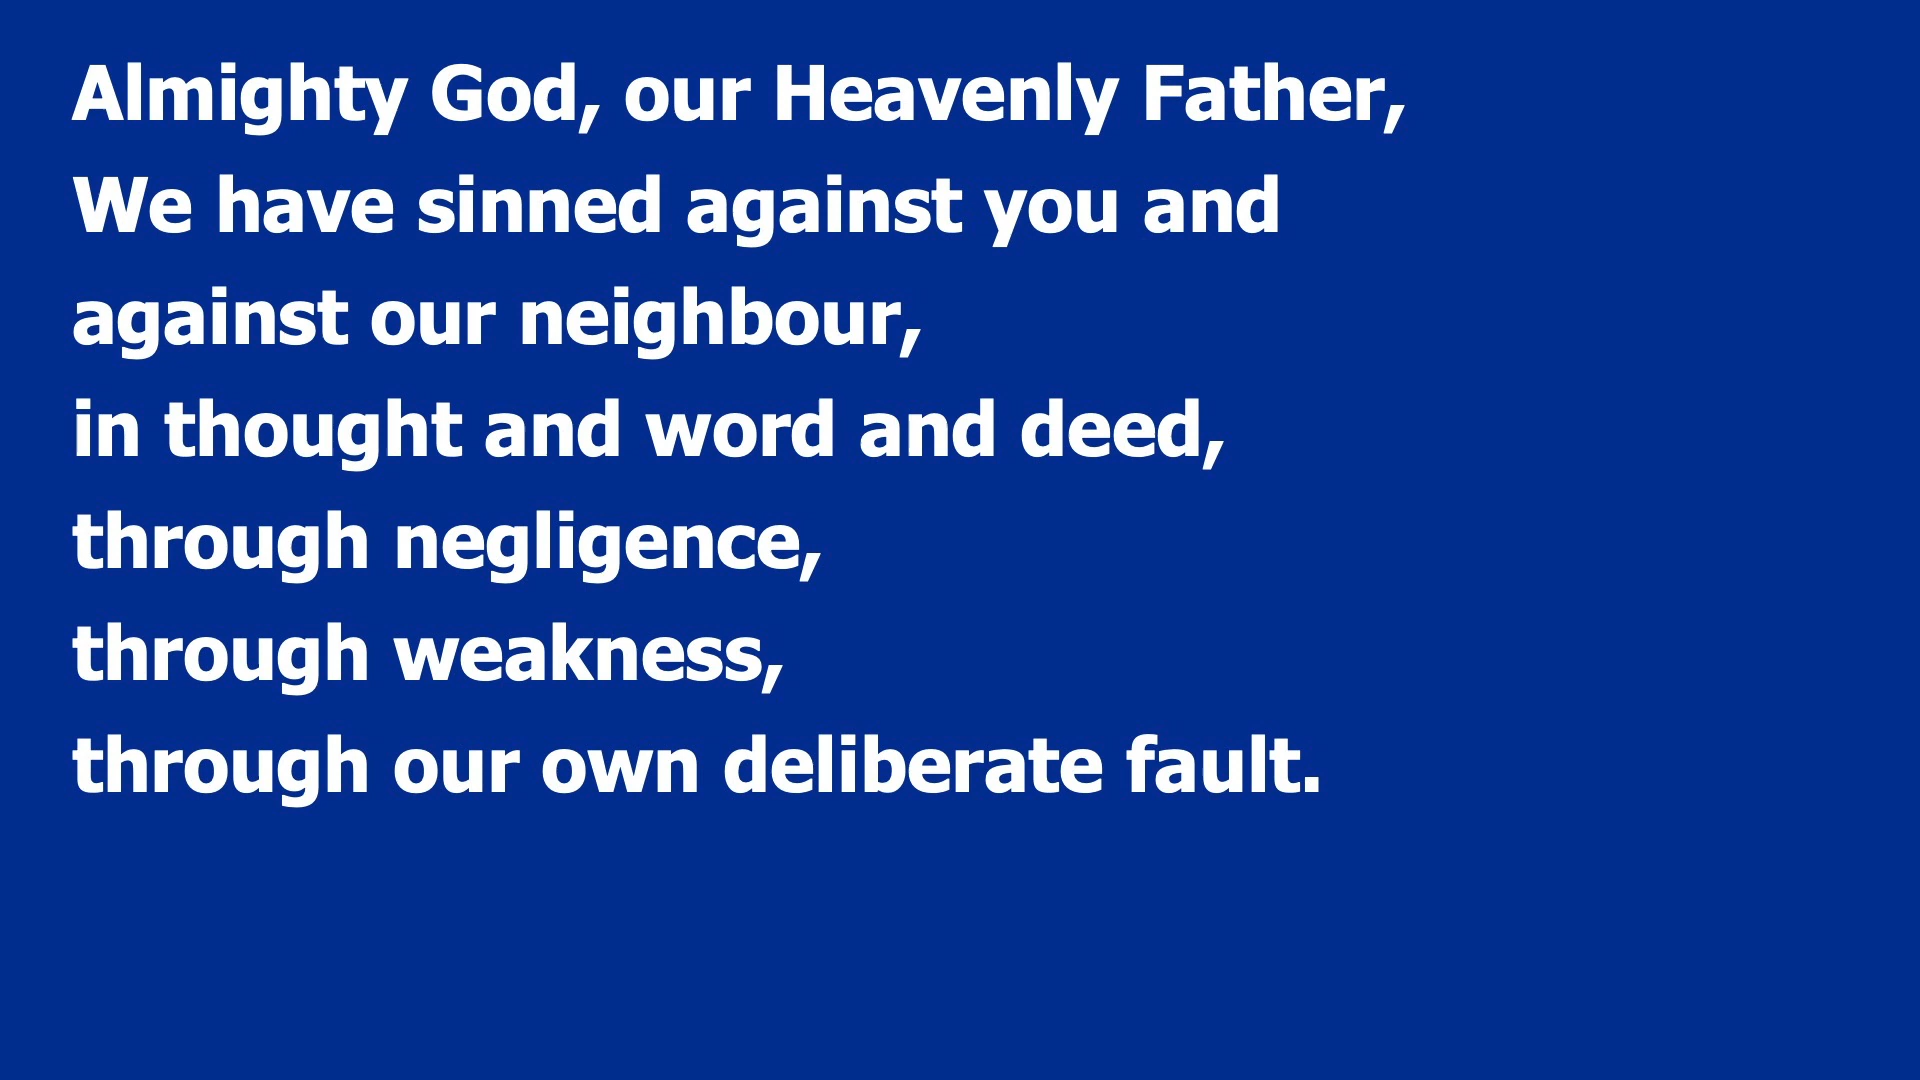 Almighty God, our Heavenly Father,
We have sinned against you and
against our neighbour,
in thought and word and deed,
through negligence,
through weakness,
through our own deliberate fault.